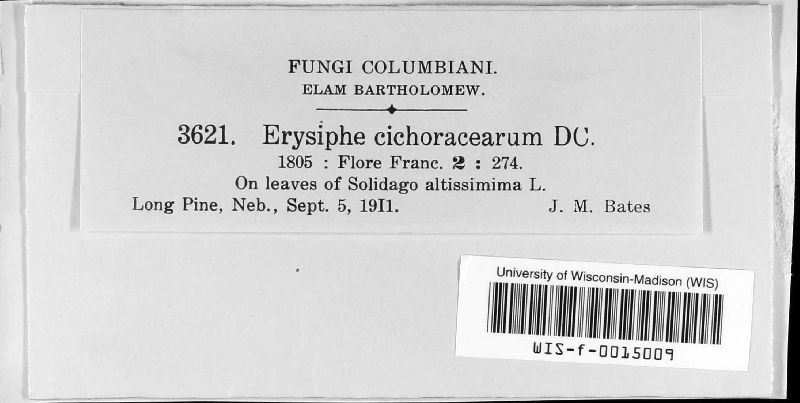 FUNGI COLUMBIANI.
ELAM BARTHOLOMEW.
3621. Erysiphe cichoracearum DC.
1805 : Flore Franc. 2 : 274.
On leaves of Solidago altissimima L.
Long Pine, Neb., Sept. 5, 19I1. J. M. Bates
University of Wisconsin-Madison (WIS)
WIS-f-0015009